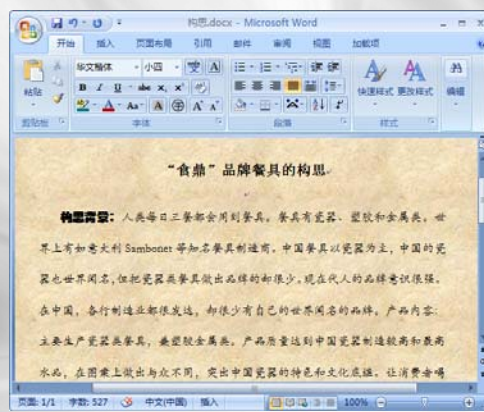 构思.docx - Microsoft Word
开始 插入 页面布局 引用 邮件 审阅 视图 加载项
华文楷体 小四
粘贴 B I U abc x₂ x² 快速样式 更改样式 编辑
Aa A A
剪贴板 字体 段落 样式
“食鼎”品牌餐具的构思
构思背景：人类每日三餐都会用到餐具。餐具有瓷器、塑胶和金属类。世
界上有如意大利 Sambonet 等知名餐具制造商。中国餐具以瓷器为主，中国的瓷
器也世界闻名，但把瓷器类餐具做出品牌的却很少。现在代人的品牌意识很强。
在中国，各行制造业都很发达，却很少有自己的世界闻名的品牌。产品内容：
主要生产瓷器类餐具，兼塑胶金属类。产品质量达到中国瓷器制造较高和最高
水品，在图案上做出与众不同，突出中国瓷器的特色和文化底蕴。让消费者喝
页面: 1/1 字数: 527 中文(中国) 插入 100%